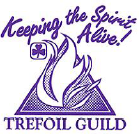 Keeping the Spirit
Alive!
TREFOIL GUILD